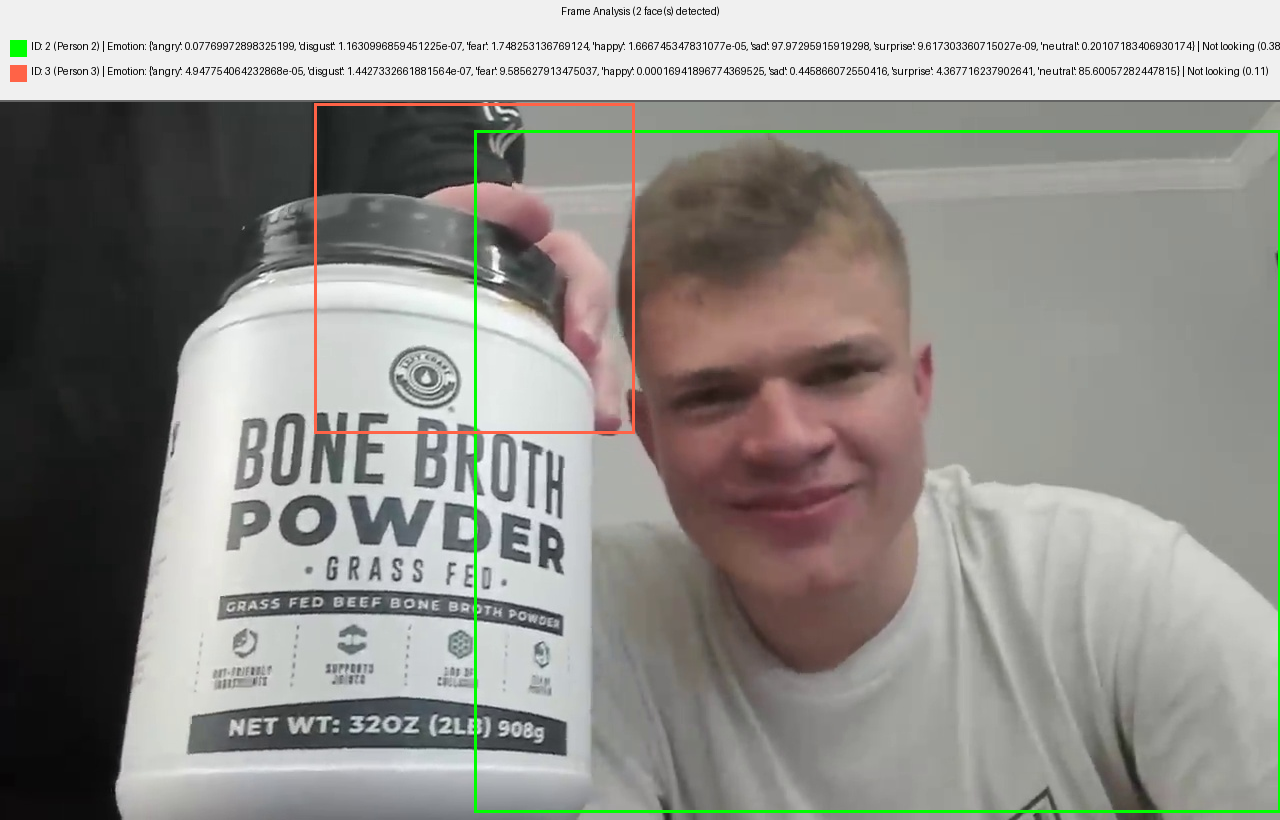 Frame Analysis (2 face(s) detected)
ID: 2 (Person 2) | Emotion: {'angry': 0.07769972898325199, 'disgust': 1.1630996859451225e-07, 'fear': 1.748253136769124, 'happy': 1.666745347831077e-05, 'sad': 97.97295915919298, 'surprise': 9.617303360715027e-09, 'neutral': 0.20107183406930174} | Not looking (0.38
ID: 3 (Person 3) | Emotion: {'angry': 4.947754064232868e-05, 'disgust': 1.4427332661881564e-07, 'fear': 9.585627913475037, 'happy': 0.00016941896774369525, 'sad': 0.445866072550416, 'surprise': 4.367716237902641, 'neutral': 85.60057282447815} | Not looking (0.11)
BONE BROTH
POWDER
• GRASS FED •
GRASS FED BEEF BONE BROTH POWDER
SUPPORTS
JOINTS
NET WT: 32OZ (2LB) 908g